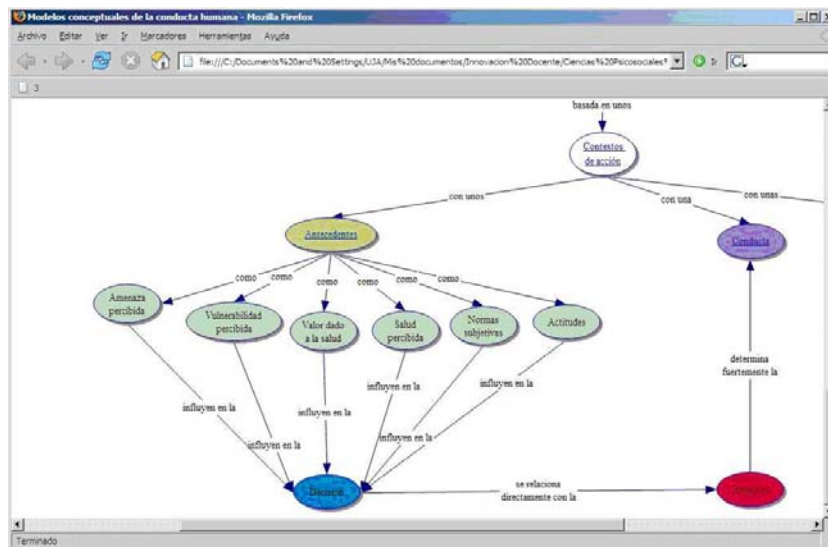 Modelos conceptuales de la conducta humana - Mozilla Firefox
Archivo Editar Ver Ir Marcadores Herramientas Ayuda
file:///C:/Documents%20and%20Settings/UJA/Mis%20documentos/Innovacion%20Docente/Ciencias%20Psicosociales
Ir
3
basada en unos
Contextos
de acción
con unos
con una
con unas
Antecedentes
Conducta
como
como
como
como
como
como
Amenaza
percibida
Vulnerabilidad
percibida
Valor dado
a la salud
Salud
percibida
Normas
subjetivas
Actitudes
determina
fuertemente la
influyen en la
influyen en la
influyen en la
influyen en la
influyen en la
influyen en la
Decisión
se relaciona
directamente con la
Terminado